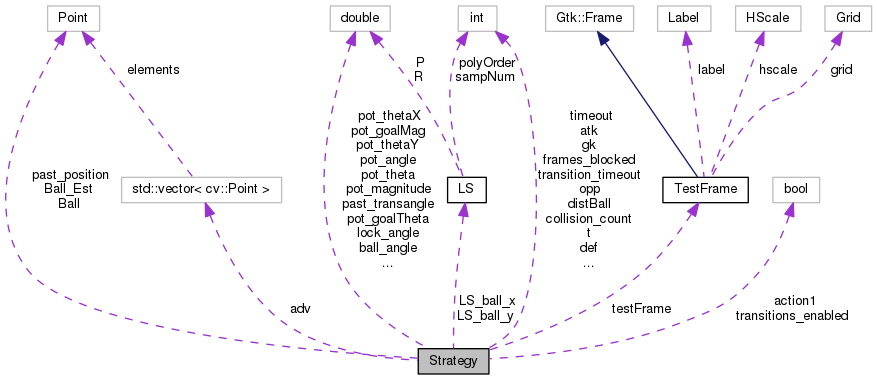 Point
double
int
Gtk::Frame
Label
HScale
Grid
elements
P
R
polyOrder
sampNum
label
hscale
grid
past_position
Ball_Est
Ball
std::vector< cv::Point >
pot_thetaX
pot_goalMag
pot_thetaY
pot_angle
pot_theta
pot_magnitude
past_transangle
pot_goalTheta
lock_angle
ball_angle
...
LS
timeout
atk
gk
frames_blocked
transition_timeout
opp
distBall
collision_count
t
def
...
TestFrame
bool
adv
LS_ball_x
LS_ball_y
testFrame
action1
transitions_enabled
Strategy